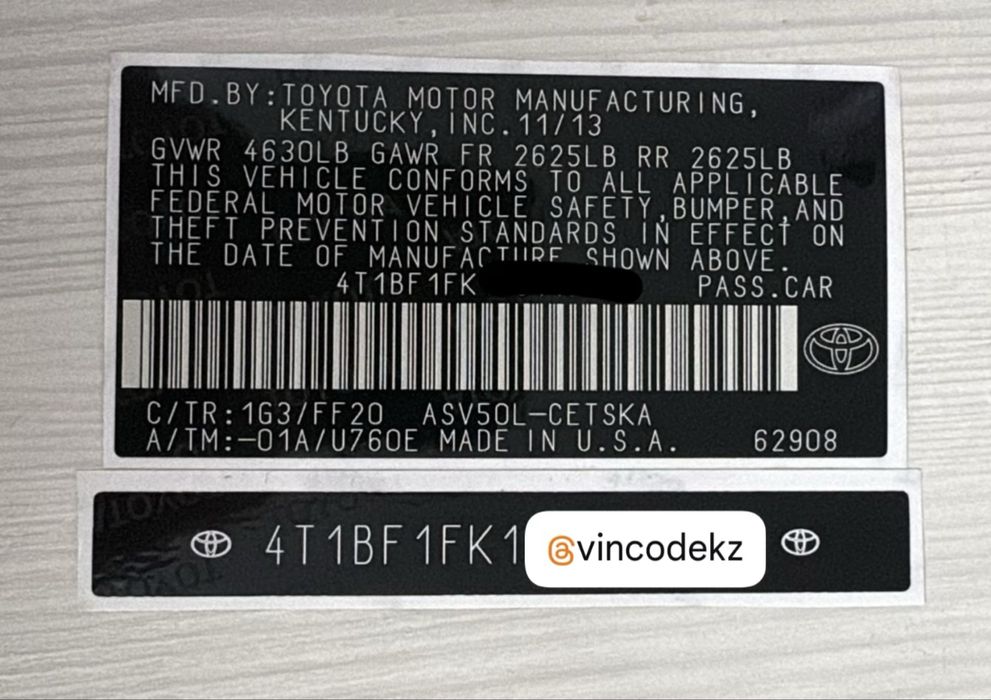 MFD.BY:TOYOTA MOTOR MANUFACTURING,
KENTUCKY,INC.11/13
GVWR 4630LB GAWR FR 2625LB RR 2625LB
THIS VEHICLE CONFORMS TO ALL APPLICABLE
FEDERAL MOTOR VEHICLE SAFETY,BUMPER,AND
THEFT PREVENTION STANDARDS IN EFFECT ON
THE DATE OF MANUFACTURE SHOWN ABOVE.
4T1BF1FK PASS.CAR
C/TR:1G3/FF20 ASV50L-CETSKA
A/TM:-01A/U760E MADE IN U.S.A. 62908
4T1BF1FK1 @vincodekz